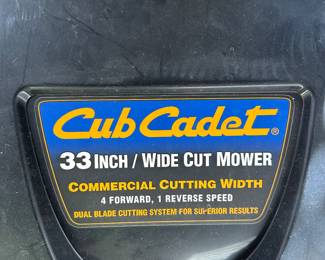 Cub Cadet®
33 INCH / WIDE CUT MOWER
COMMERCIAL CUTTING WIDTH
4 FORWARD, 1 REVERSE SPEED
DUAL BLADE CUTTING SYSTEM FOR SUPERIOR RESULTS